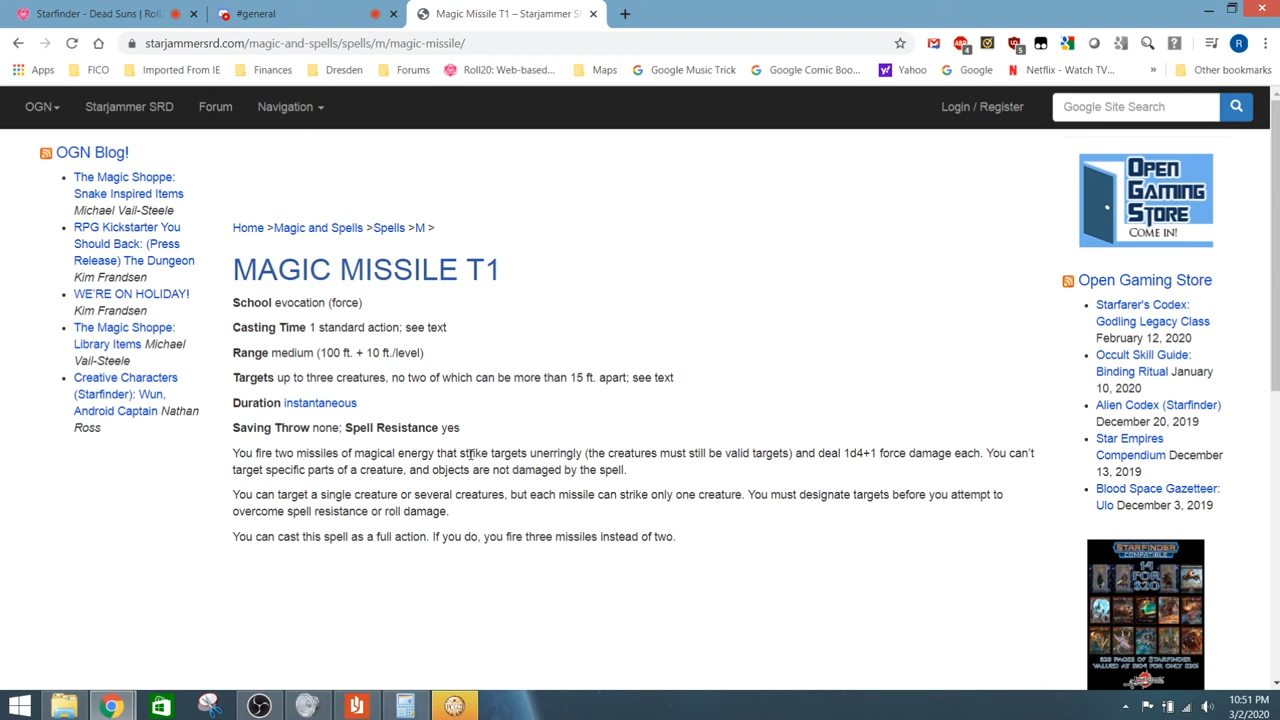 Starfinder - Dead Suns | Roll2
#general
Magic Missile T1 – Starjammer SR
starjammersrd.com/magic-and-spells/spells/m/magic-missile/
4
5
R
Apps
FICO
Imported From IE
Finances
Dresden
Forums
Roll20: Web-based...
Maps
Google Music Trick
Google Comic Boo...
Yahoo
Google
Netflix - Watch TV...
»
Other bookmarks
OGN
Starjammer SRD
Forum
Navigation
Login / Register
Google Site Search
OGN Blog!
The Magic Shoppe:
Snake Inspired Items
Michael Vail-Steele
RPG Kickstarter You
Should Back: (Press
Release) The Dungeon
Kim Frandsen
WE'RE ON HOLIDAY!
Kim Frandsen
The Magic Shoppe:
Library Items Michael
Vail-Steele
Creative Characters
(Starfinder): Wun,
Android Captain Nathan
Ross
Home >Magic and Spells >Spells >M >
MAGIC MISSILE T1
School evocation (force)
Casting Time 1 standard action; see text
Range medium (100 ft. + 10 ft./level)
Targets up to three creatures, no two of which can be more than 15 ft. apart; see text
Duration instantaneous
Saving Throw none; Spell Resistance yes
You fire two missiles of magical energy that strike targets unerringly (the creatures must still be valid targets) and deal 1d4+1 force damage each. You can't
target specific parts of a creature, and objects are not damaged by the spell.
You can target a single creature or several creatures, but each missile can strike only one creature. You must designate targets before you attempt to
overcome spell resistance or roll damage.
You can cast this spell as a full action. If you do, you fire three missiles instead of two.
OPEN
GAMING
STORE
COME IN!
Open Gaming Store
Starfarer's Codex:
Godling Legacy Class
February 12, 2020
Occult Skill Guide:
Binding Ritual January
10, 2020
Alien Codex (Starfinder)
December 20, 2019
Star Empires
Compendium December
13, 2019
Blood Space Gazetteer:
Ulo December 3, 2019
STARFINDER
COMPATIBLE
14
FOR
$20
10:51 PM
3/2/2020